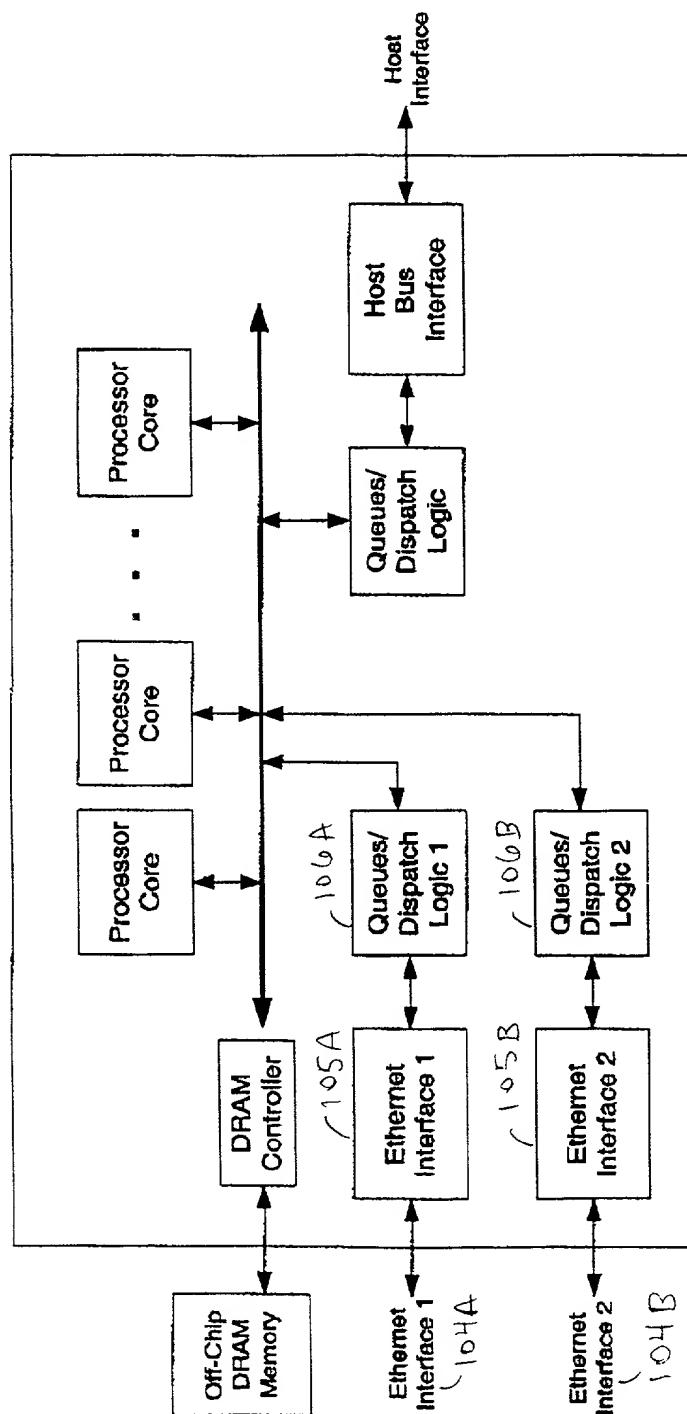 Off-Chip
DRAM
Memory
DRAM
Controller
Processor
Core
Processor
Core
. . .
Processor
Core
Ethernet
Interface 1
104A
105A
Ethernet
Interface 1
106A
Queues/
Dispatch
Logic 1
Queues/
Dispatch
Logic
Host
Bus
Interface
Host
Interface
Ethernet
Interface 2
104B
105B
Ethernet
Interface 2
106B
Queues/
Dispatch
Logic 2